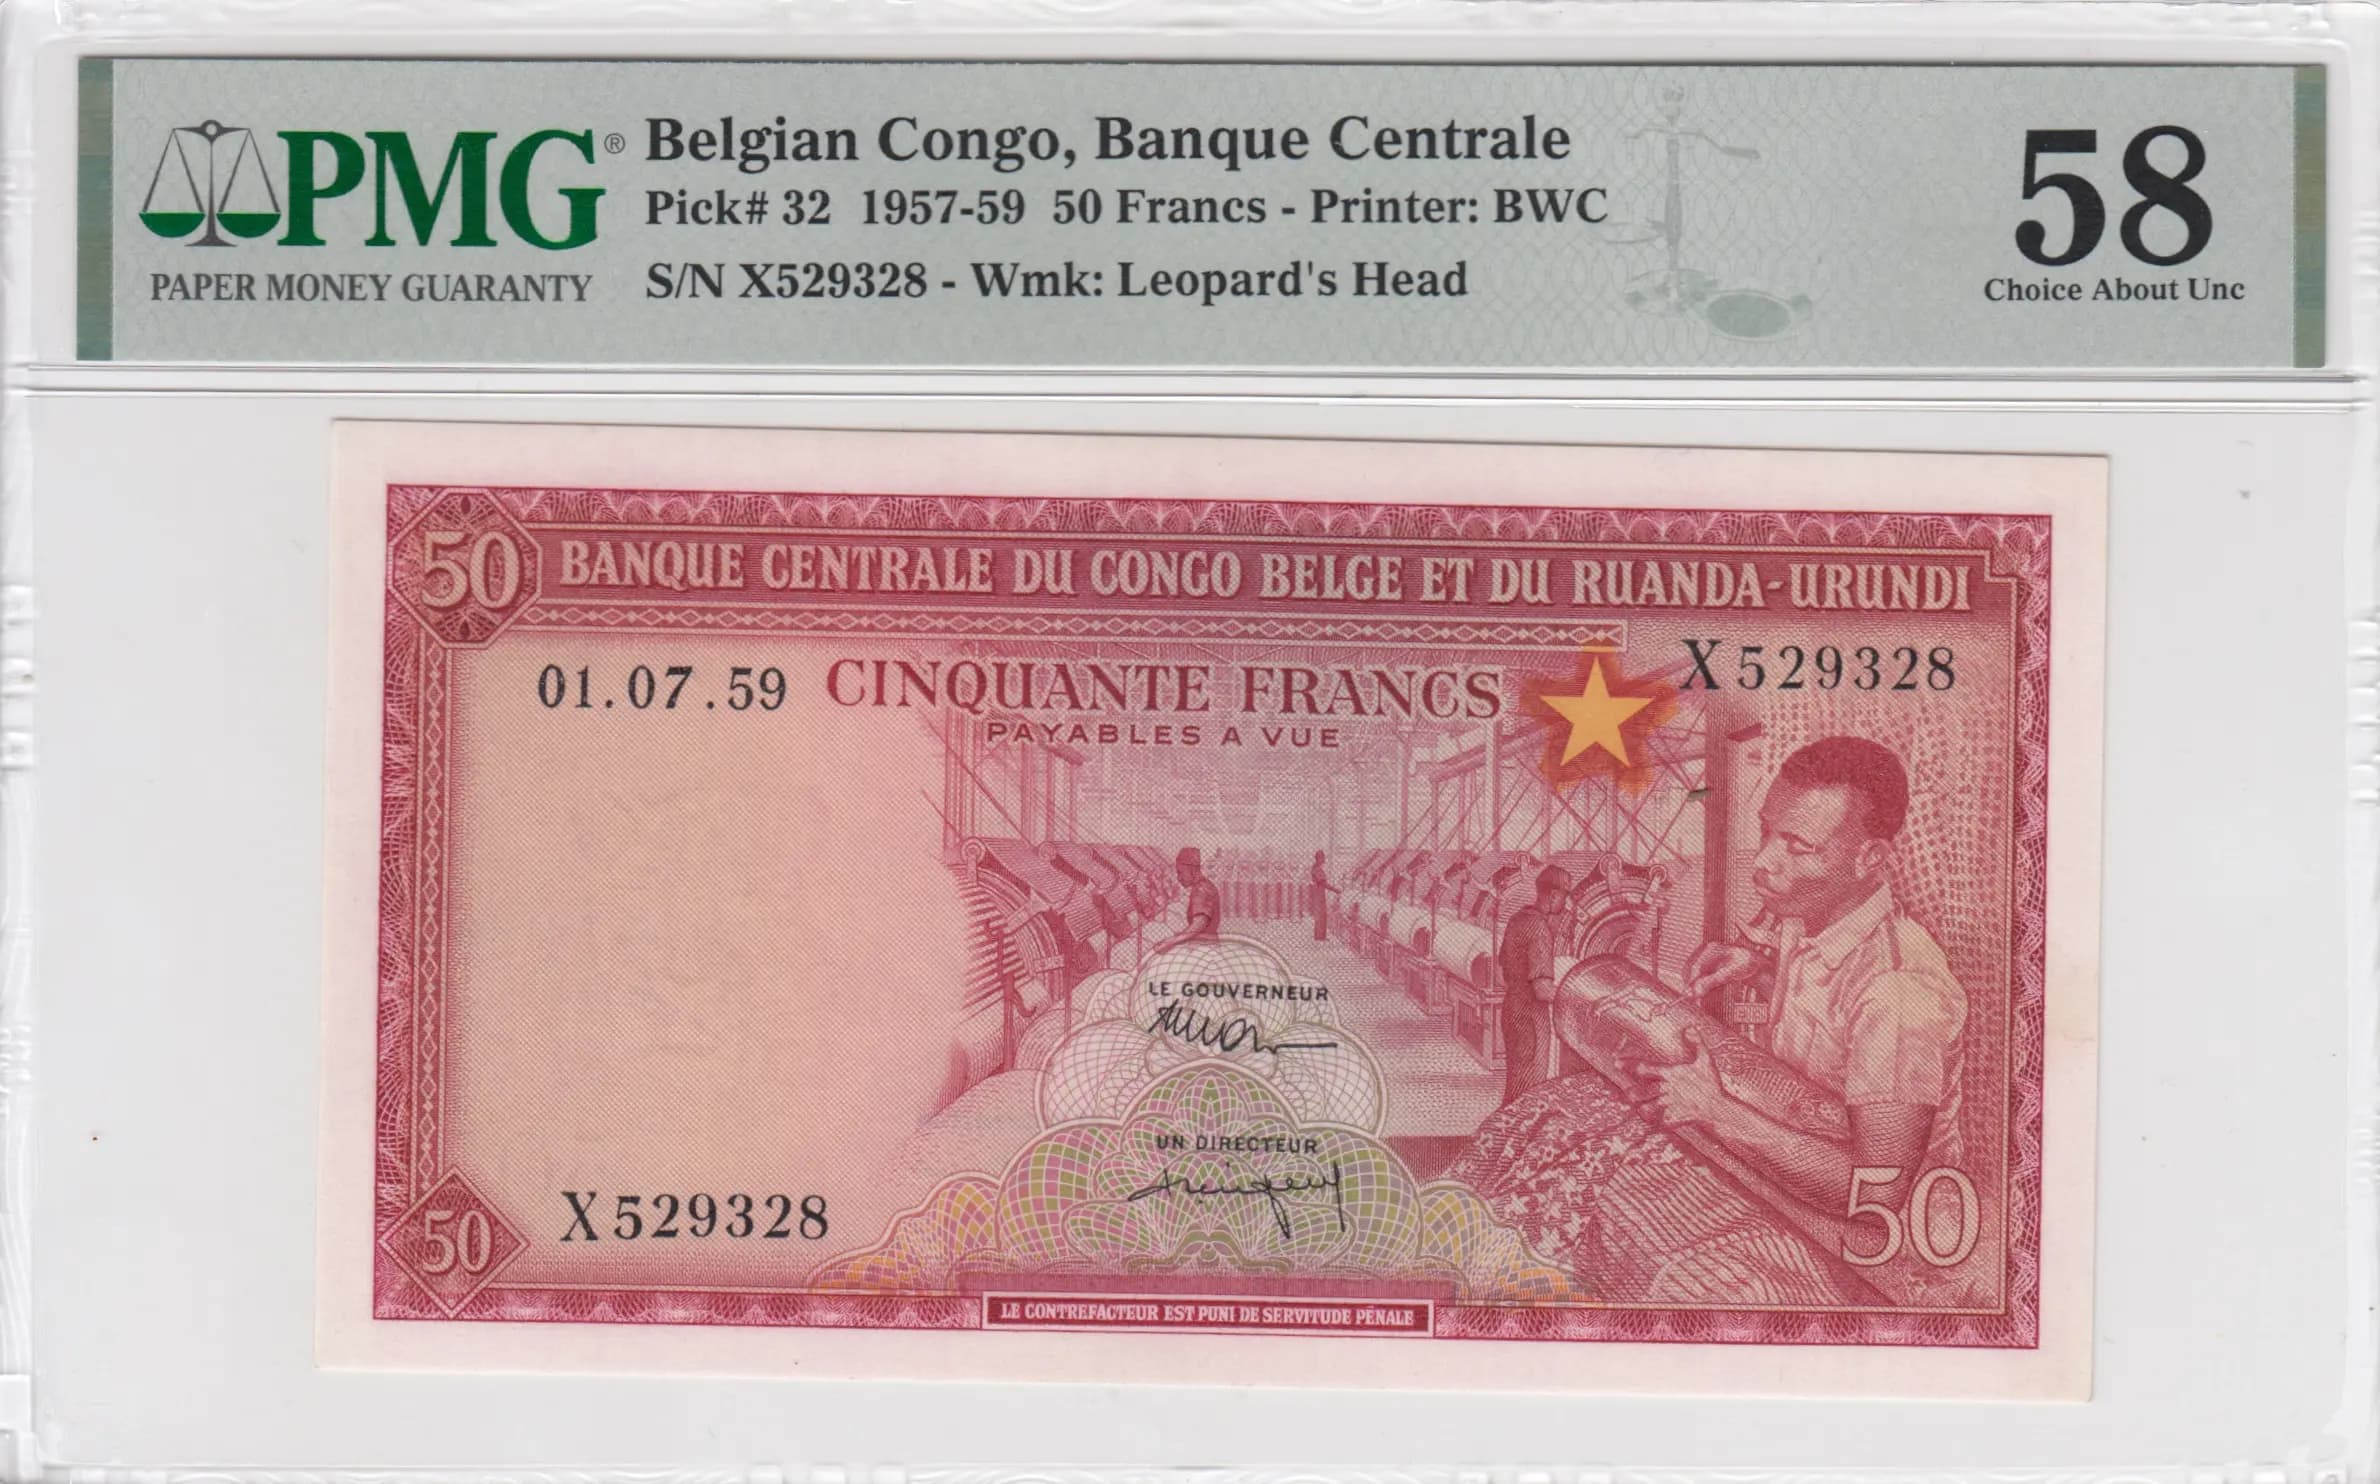 PMG®
PAPER MONEY GUARANTY
Belgian Congo, Banque Centrale
Pick# 32 1957-59 50 Francs - Printer: BWC
S/N X529328 - Wmk: Leopard's Head
58
Choice About Unc
50 BANQUE CENTRALE DU CONGO BELGE ET DU RUANDA-URUNDI
01.07.59 CINQUANTE FRANCS X529328
PAYABLES A VUE
LE GOUVERNEUR
UN DIRECTEUR
X529328
50
50
LE CONTREFACTEUR EST PUNI DE SERVITUDE PÉNALE